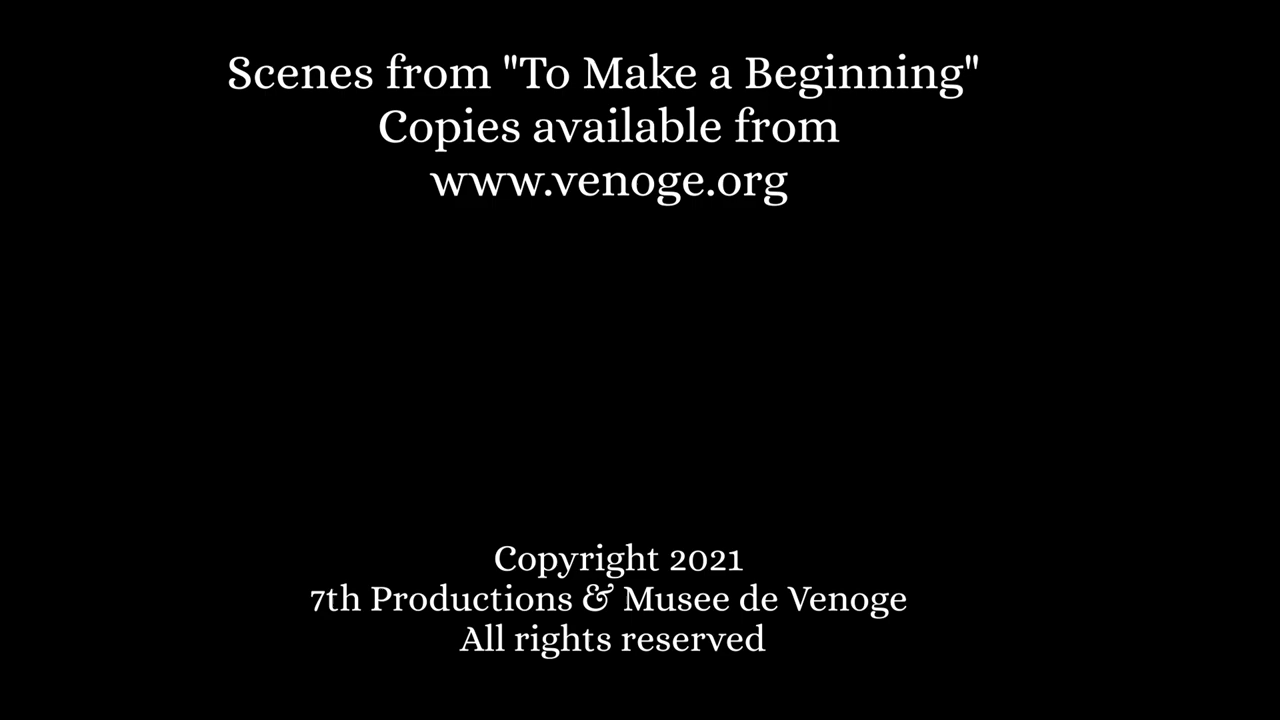 Scenes from "To Make a Beginning"
Copies available from
www.venoge.org
Copyright 2021
7th Productions & Musee de Venoge
All rights reserved